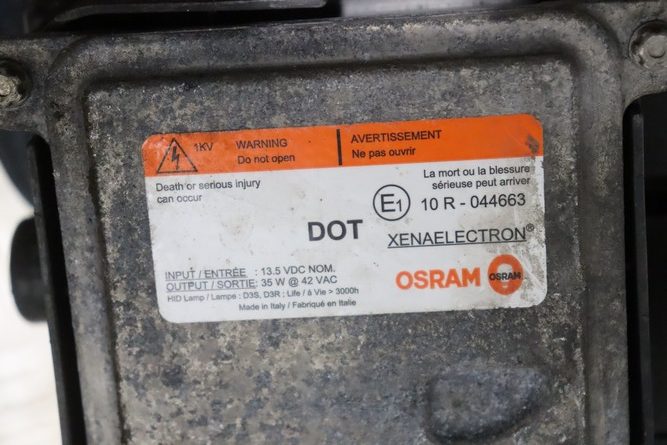 1KV WARNING
Do not open
AVERTISSEMENT
Ne pas ouvrir
Death or serious injury
can occur
La mort ou la blessure
sérieuse peut arriver
E1 10 R - 044663
DOT
XENAELECTRON®
INPUT / ENTRÉE : 13.5 VDC NOM.
OUTPUT / SORTIE: 35 W @ 42 VAC
HID Lamp / Lampe : D3S, D3R ; Life / á Vie > 3000h
Made in Italy / Fabriqué en Italie
OSRAM OSRAM